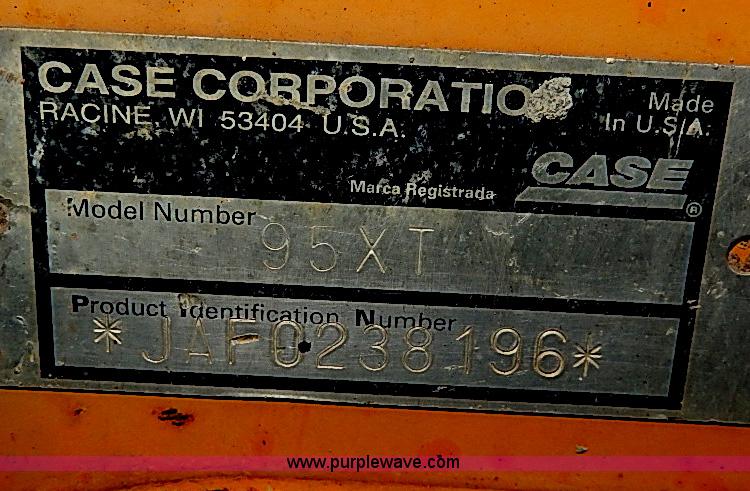 CASE CORPORATION
RACINE, WI 53404 U.S.A.
Made
In U.S.A.
CASE
Marca Registrada
®
Model Number
95XT
Product Identification Number
*JAF0238196*
www.purplewave.com